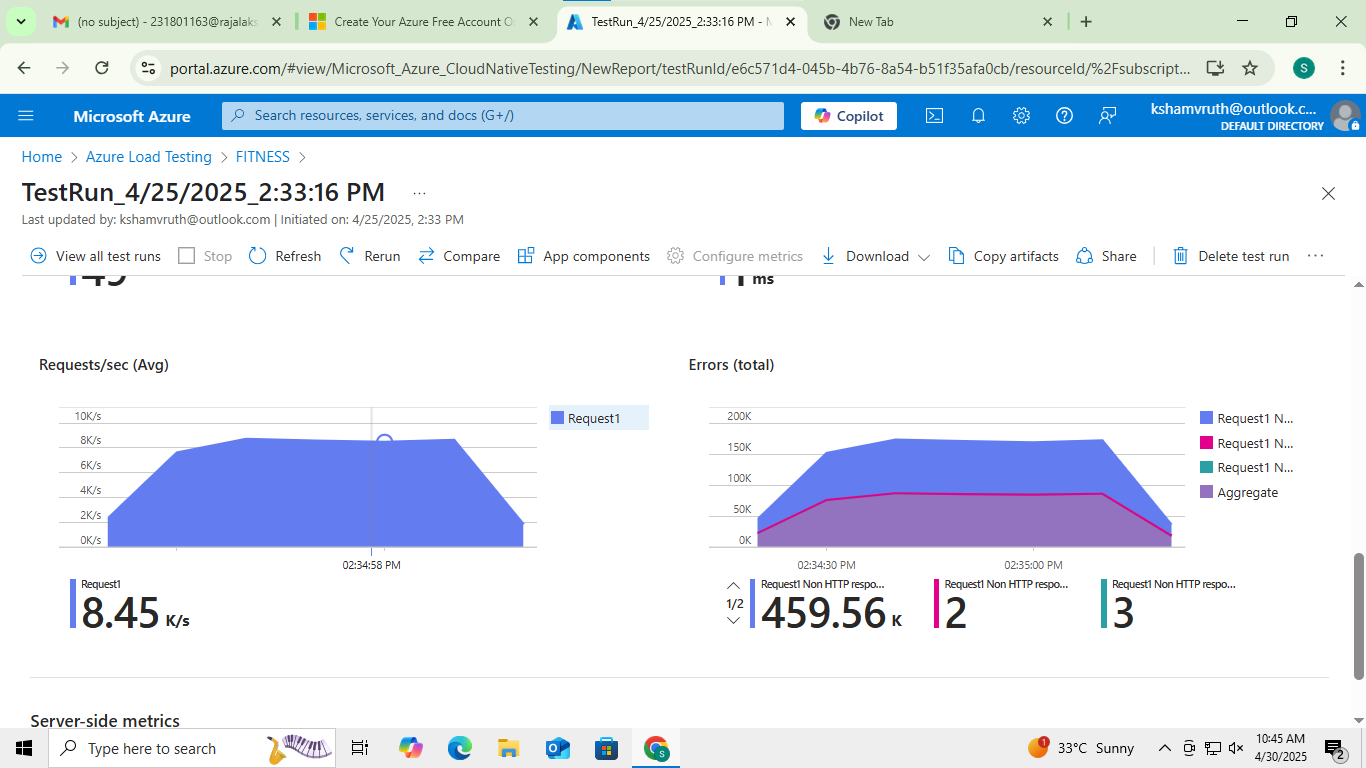 (no subject) - 231801163@rajalaks
Create Your Azure Free Account O
TestRun_4/25/2025_2:33:16 PM - M
New Tab
portal.azure.com/#view/Microsoft_Azure_CloudNativeTesting/NewReport/testRunId/e6c571d4-045b-4b76-8a54-b51f35afa0cb/resourceId/%2Fsubscript...
S
Microsoft Azure
Search resources, services, and docs (G+/)
Copilot
kshamvruth@outlook.c...
DEFAULT DIRECTORY
Home > Azure Load Testing > FITNESS >
TestRun_4/25/2025_2:33:16 PM ...
Last updated by: kshamvruth@outlook.com | Initiated on: 4/25/2025, 2:33 PM
View all test runs Stop Refresh Rerun Compare App components Configure metrics Download Copy artifacts Share Delete test run ...
49
1 ms
Requests/sec (Avg)
10K/s
8K/s
6K/s
4K/s
2K/s
0K/s
02:34:58 PM
Request1
Request1
8.45 K/s
Errors (total)
200K
150K
100K
50K
0K
02:34:30 PM 02:35:00 PM
Request1 N...
Request1 N...
Request1 N...
Aggregate
1/2
Request1 Non HTTP respo...
459.56 K
Request1 Non HTTP respo...
2
Request1 Non HTTP respo...
3
Server-side metrics
Type here to search
S
1
33°C Sunny
10:45 AM
4/30/2025
2